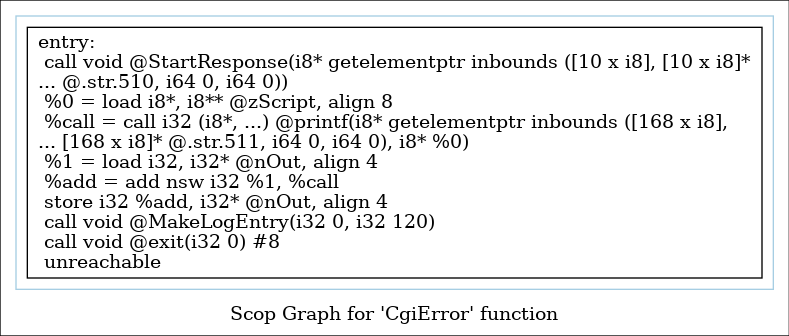 entry:
call void @StartResponse(i8* getelementptr inbounds ([10 x i8], [10 x i8]*
... @.str.510, i64 0, i64 0))
%0 = load i8*, i8** @zScript, align 8
%call = call i32 (i8*, ...) @printf(i8* getelementptr inbounds ([168 x i8],
... [168 x i8]* @.str.511, i64 0, i64 0), i8* %0)
%1 = load i32, i32* @nOut, align 4
%add = add nsw i32 %1, %call
store i32 %add, i32* @nOut, align 4
call void @MakeLogEntry(i32 0, i32 120)
call void @exit(i32 0) #8
unreachable
Scop Graph for 'CgiError' function